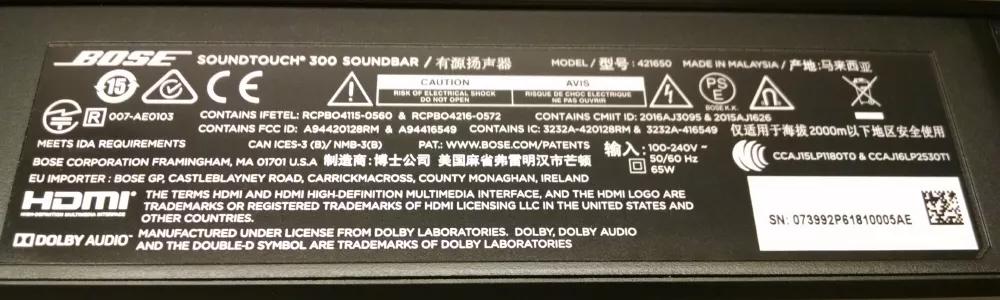 BOSE SOUNDTOUCH® 300 SOUNDBAR / 有源扬声器 MODEL / 型号: 421650 MADE IN MALAYSIA / 产地:马来西亚
15
CAUTION
RISK OF ELECTRICAL SHOCK
DO NOT OPEN
AVIS
RISQUE DE CHOC ELECTRIQUE
NE PAS OUVRIR
PS
E
BOSE K.K.
R 007-AE0103
CONTAINS IFETEL: RCPBO4115-0560 & RCPBO4216-0572 CONTAINS CMIIT ID: 2016AJ3095 & 2015AJ1626
CONTAINS FCC ID: A94420128RM & A94416549 CONTAINS IC: 3232A-420128RM & 3232A-416549 仅适用于海拔2000m以下地区安全使用
MEETS IDA REQUIREMENTS CAN ICES-3 (B)/ NMB-3(B) PAT.: WWW.BOSE.COM/PATENTS
输入: 100-240V~
50/60 Hz
65W
CCAJ15LP1180T0 & CCAJ16LP2530T1
BOSE CORPORATION FRAMINGHAM, MA 01701 U.S.A 制造商: 博士公司 美国麻省弗雷明汉市芒顿
EU IMPORTER: BOSE GP, CASTLEBLAYNEY ROAD, CARRICKMACROSS, COUNTY MONAGHAN, IRELAND
HDMI
HIGH-DEFINITION MULTIMEDIA INTERFACE
THE TERMS HDMI AND HDMI HIGH-DEFINITION MULTIMEDIA INTERFACE, AND THE HDMI LOGO ARE
TRADEMARKS OR REGISTERED TRADEMARKS OF HDMI LICENSING LLC IN THE UNITED STATES AND
OTHER COUNTRIES.
SN: 073992P61810005AE
DOLBY AUDIO™
MANUFACTURED UNDER LICENSE FROM DOLBY LABORATORIES. DOLBY, DOLBY AUDIO
AND THE DOUBLE-D SYMBOL ARE TRADEMARKS OF DOLBY LABORATORIES